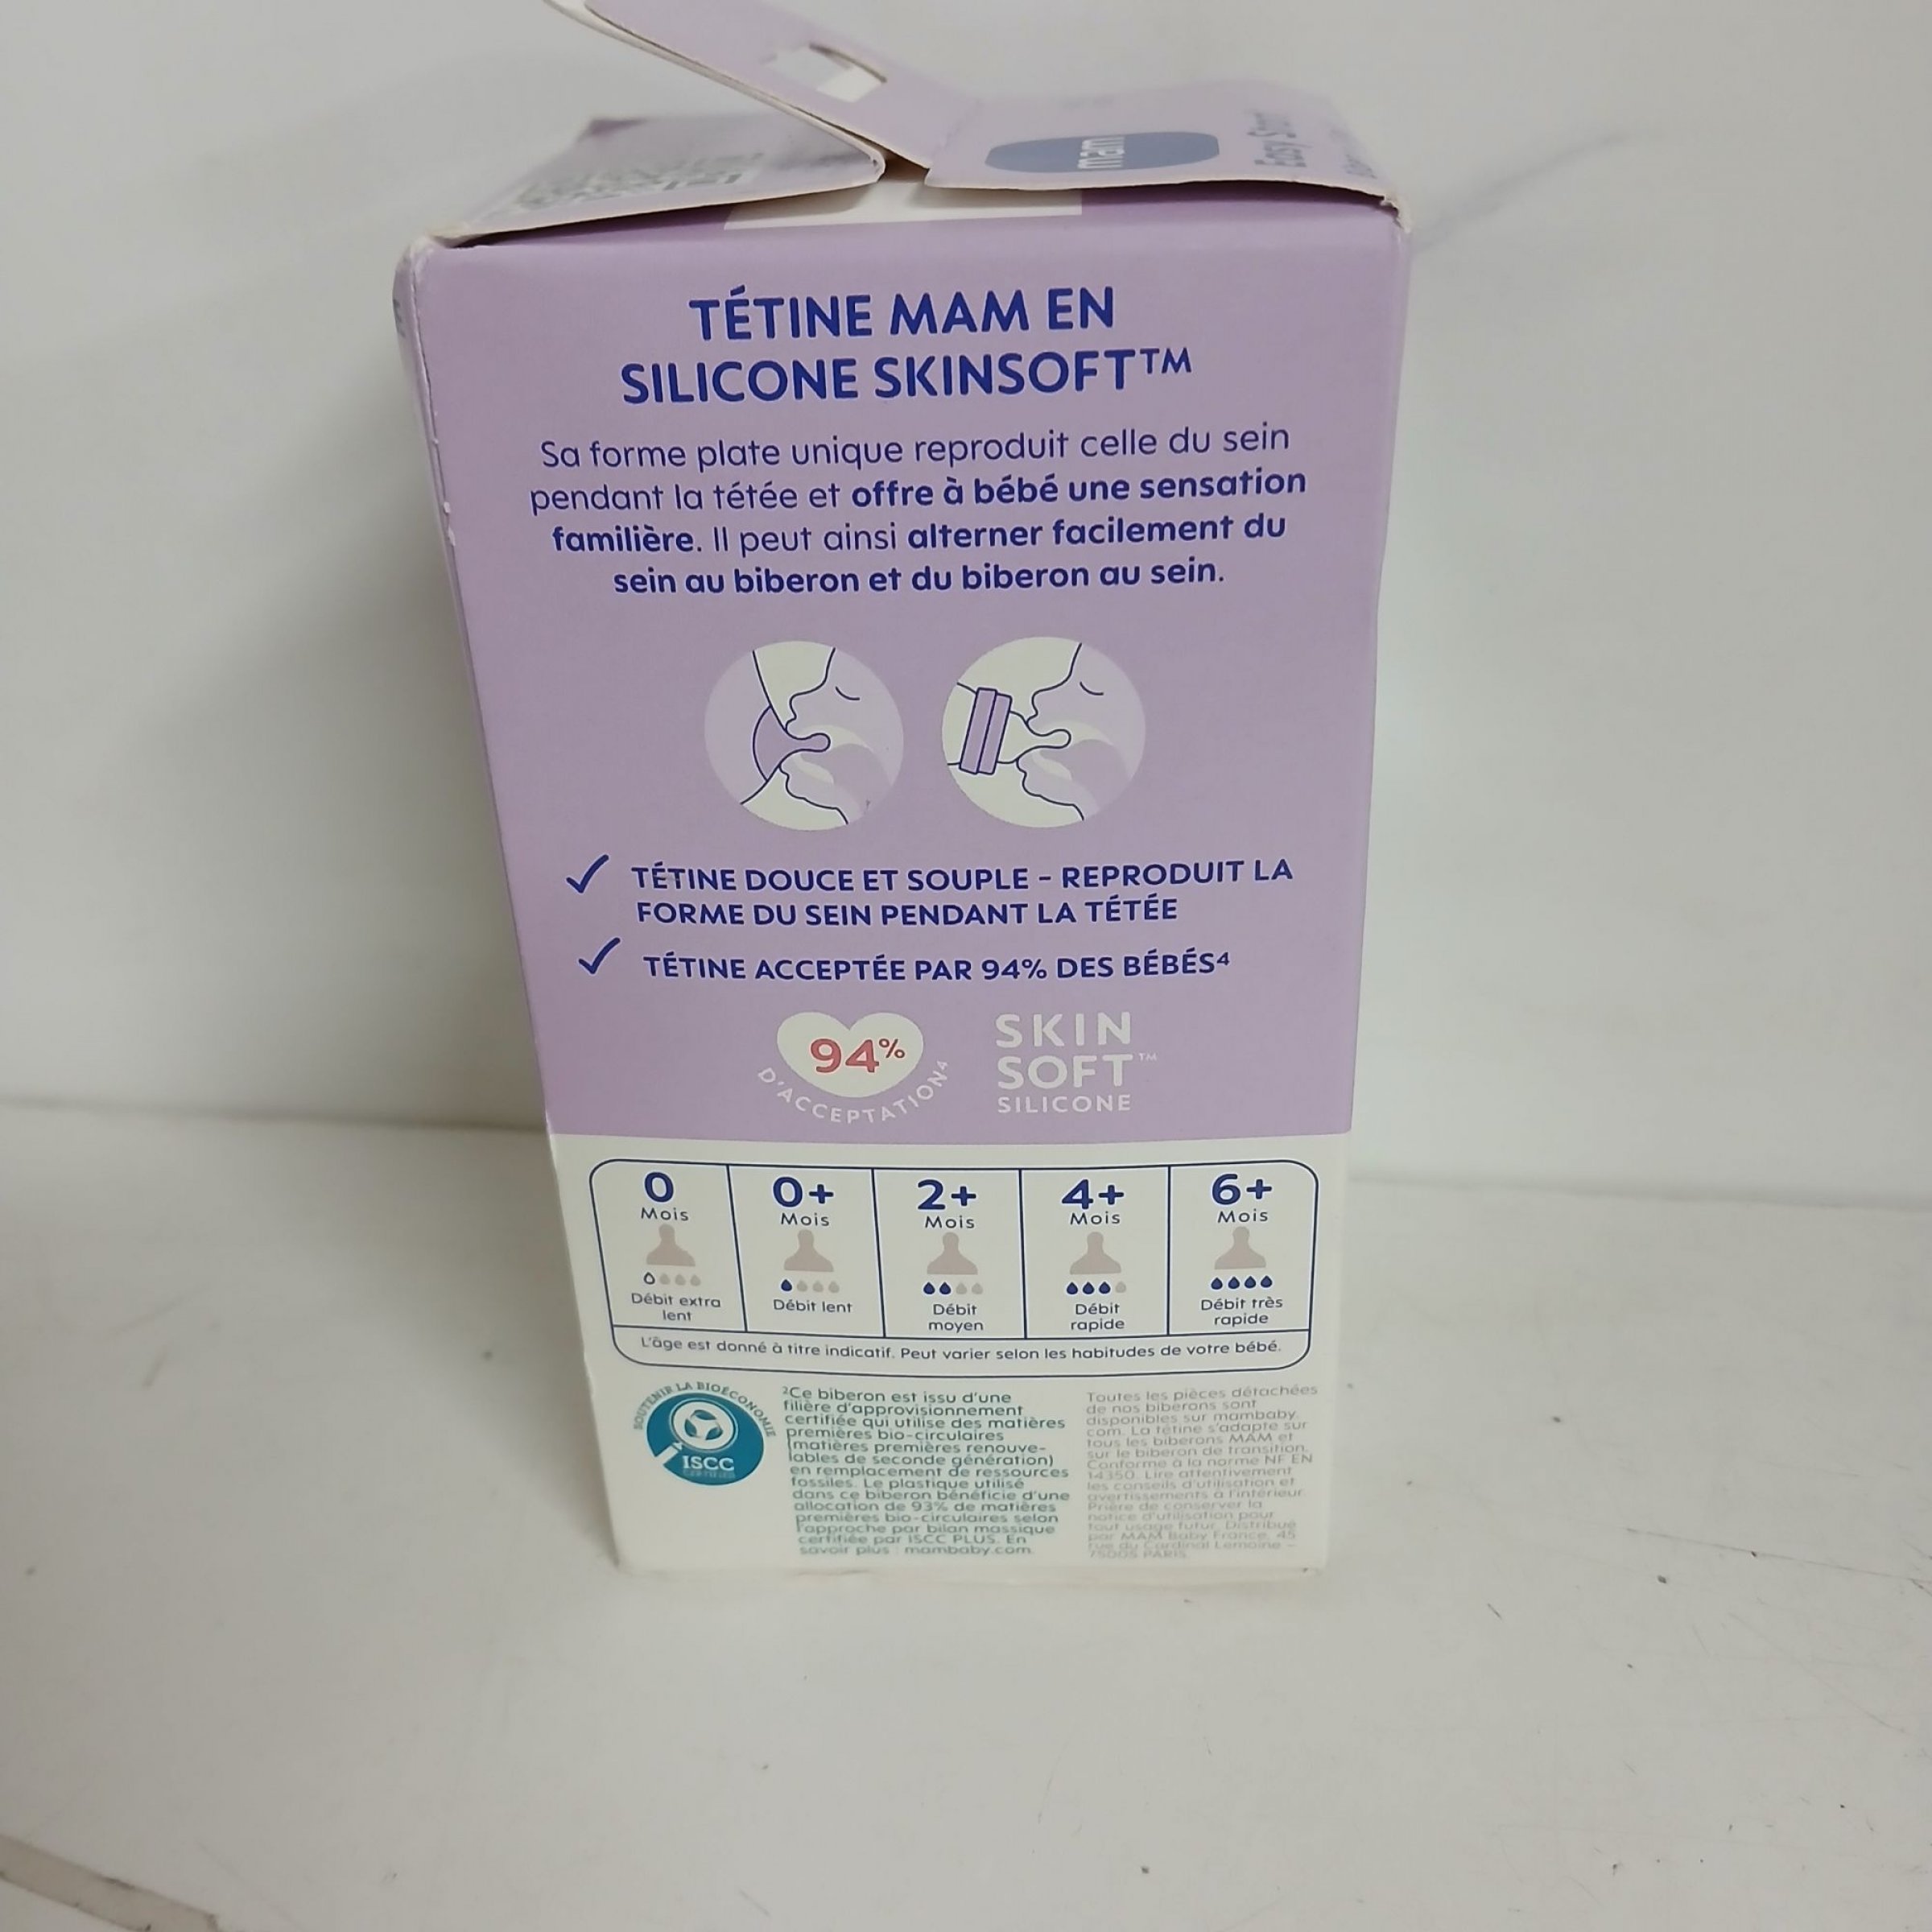 mam
Easy Start
TÉTINE MAM EN
SILICONE SKINSOFT™
Sa forme plate unique reproduit celle du sein
pendant la tétée et offre à bébé une sensation
familière. Il peut ainsi alterner facilement du
sein au biberon et du biberon au sein.
TÉTINE DOUCE ET SOUPLE - REPRODUIT LA
FORME DU SEIN PENDANT LA TÉTÉE
TÉTINE ACCEPTÉE PAR 94% DES BÉBÉS⁴
94%
D'ACCEPTATION⁴
SKIN
SOFT™
SILICONE
0
Mois
Débit extra
lent
0+
Mois
Débit lent
2+
Mois
Débit
moyen
4+
Mois
Débit
rapide
6+
Mois
Débit très
rapide
L'âge est donné à titre indicatif. Peut varier selon les habitudes de votre bébé.
SOUTENIR LA BIOÉCONOMIE
ISCC
²Ce biberon est issu d'une
filière d'approvisionnement
certifiée qui utilise des matières
premières bio-circulaires
(matières premières renouve-
lables de seconde génération)
en remplacement de ressources
fossiles. Le plastique utilisé
dans ce biberon bénéficie d'une
allocation de 93% de matières
premières bio-circulaires selon
l'approche par bilan massique
certifiée par ISCC PLUS. En
savoir plus : mambaby.com.
Toutes les pièces détachées
de nos biberons sont
disponibles sur mambaby.
com. La tétine s'adapte sur
tous les biberons MAM et
sur le biberon de transition.
Conforme à la norme NF EN
14350. Lire attentivement
les conseils d'utilisation et
avertissements à l'intérieur.
Prière de conserver la
notice d'utilisation pour
tout usage futur. Distribué
par MAM Baby France, 45
rue du Cardinal Lemoine -
75005 PARIS